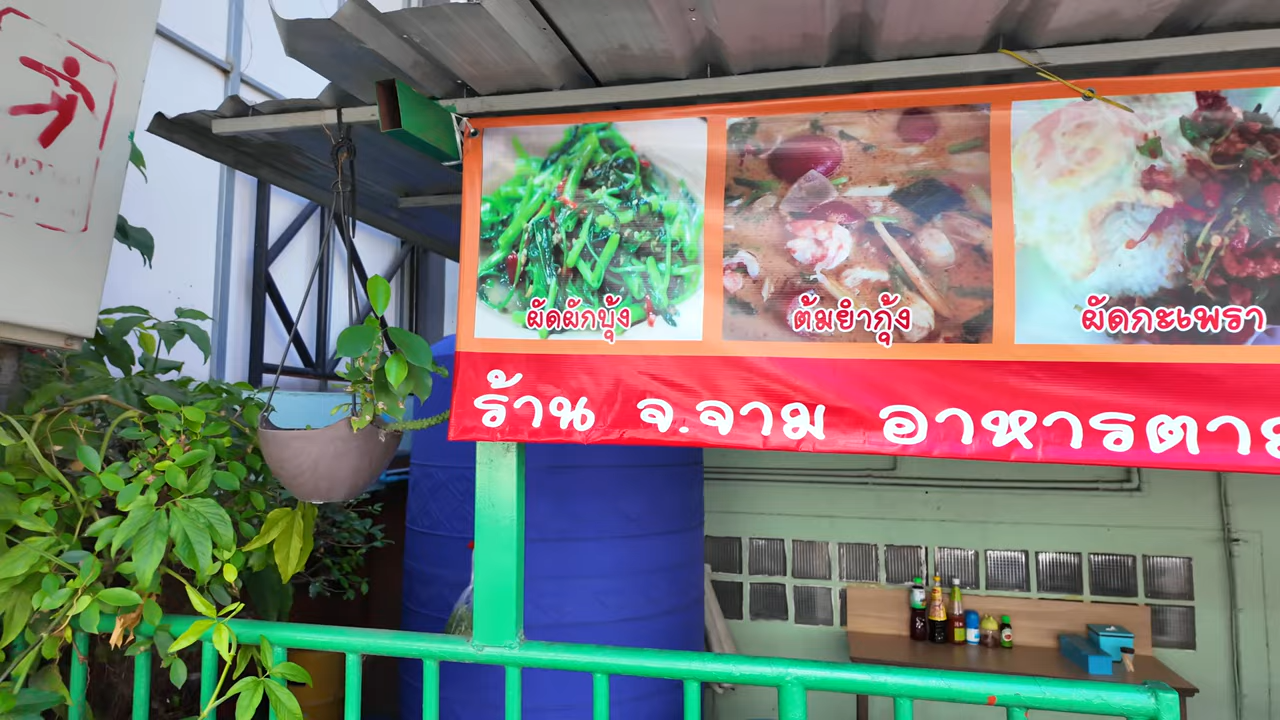 ผัดผักบุ้ง
ต้มยำกุ้ง
ผัดกะเพรา
ร้าน จ.จาม อาหารตา